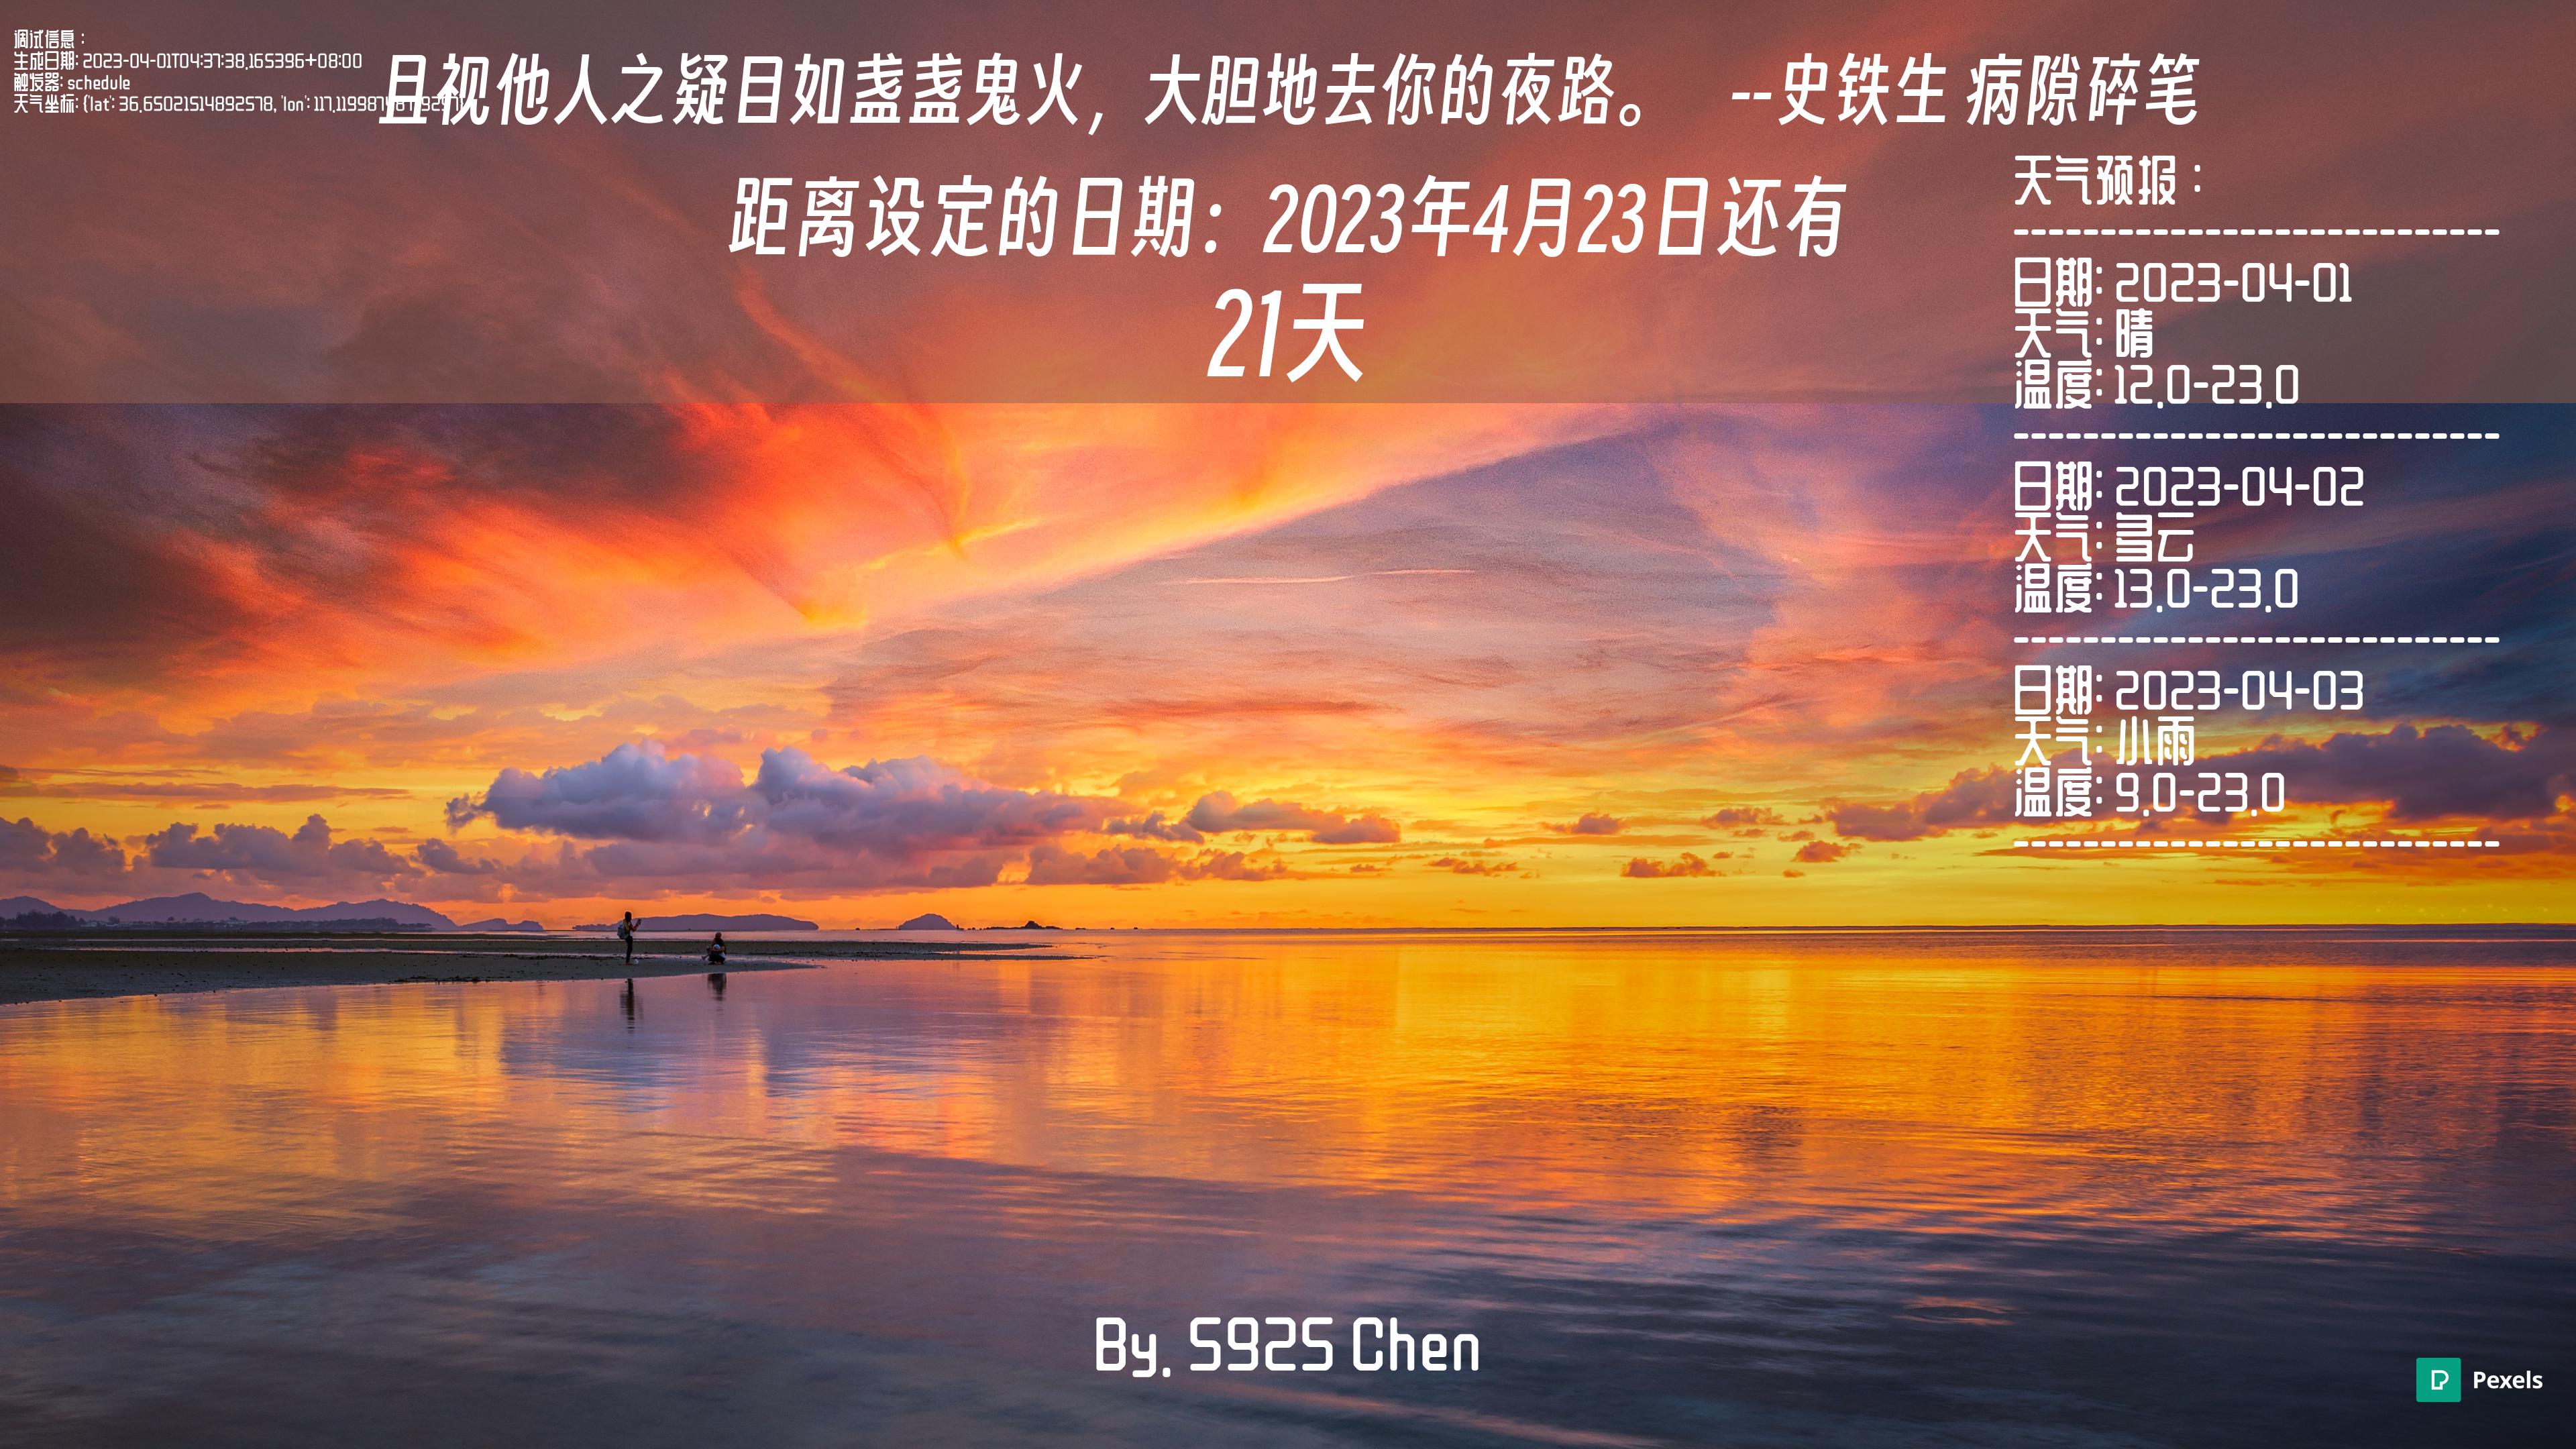 调试信息：
生成日期: 2023-04-01T04:37:38.165396+08:00
触发器: schedule
天气坐标: {'lat': 36.65021514892578, 'lon': 117.11998
且视他人之疑目如盏盏鬼火，大胆地去你的夜路。 --史铁生 病隙碎笔
距离设定的日期：2023年4月23日还有
21天
天气预报：
----------------------------
日期: 2023-04-01
天气: 晴
温度: 12.0-23.0
----------------------------
日期: 2023-04-02
天气: 多云
温度: 13.0-23.0
----------------------------
日期: 2023-04-03
天气: 小雨
温度: 9.0-23.0
----------------------------
By. S92S Chen
Pexels